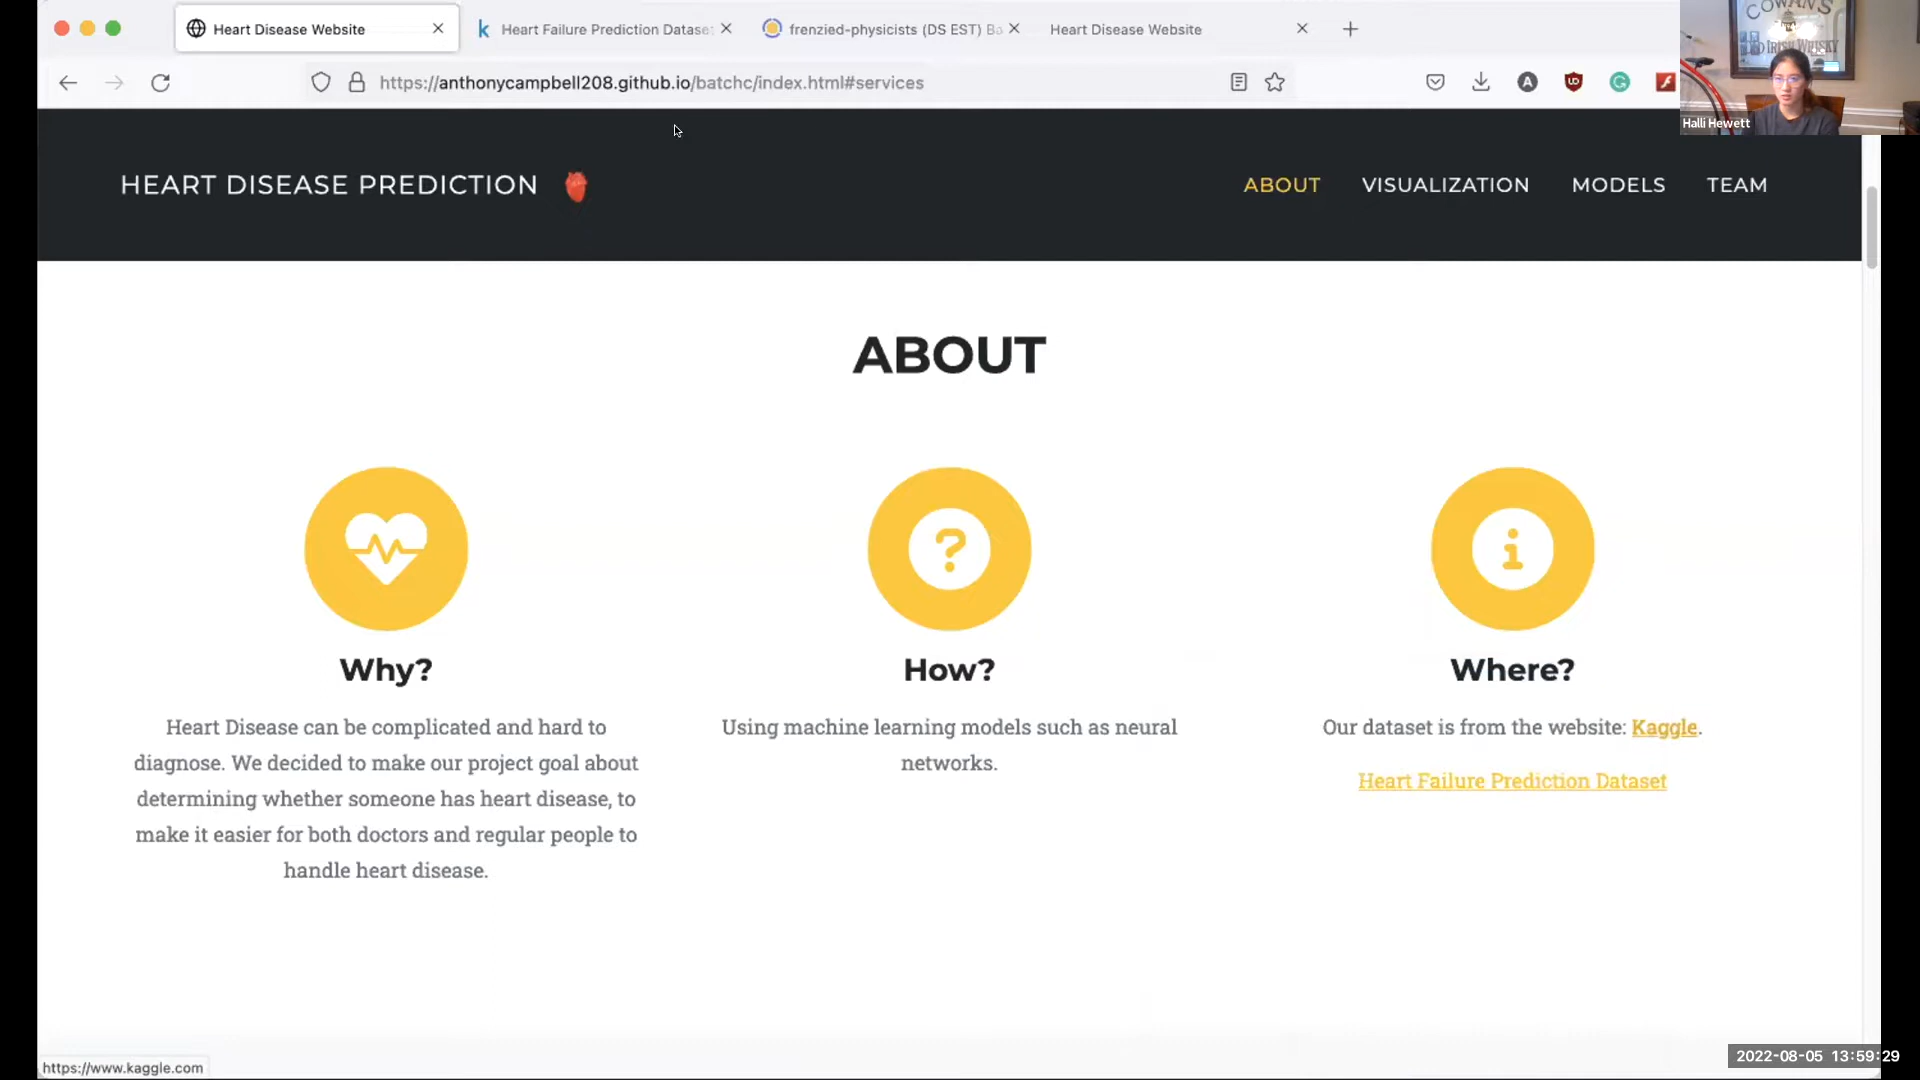 Heart Disease Website
Heart Failure Prediction Dataset
frenzied-physicists (DS EST) Ba
Heart Disease Website
https://anthonycampbell208.github.io/batchc/index.html#services
COWAN'S
IRISH WHISKY
Halli Hewett
HEART DISEASE PREDICTION
ABOUT
VISUALIZATION
MODELS
TEAM
ABOUT
Why?
How?
Where?
Heart Disease can be complicated and hard to
diagnose. We decided to make our project goal about
determining whether someone has heart disease, to
make it easier for both doctors and regular people to
handle heart disease.
Using machine learning models such as neural
networks.
Our dataset is from the website: Kaggle.
Heart Failure Prediction Dataset
https://www.kaggle.com
2022-08-05 13:59:29